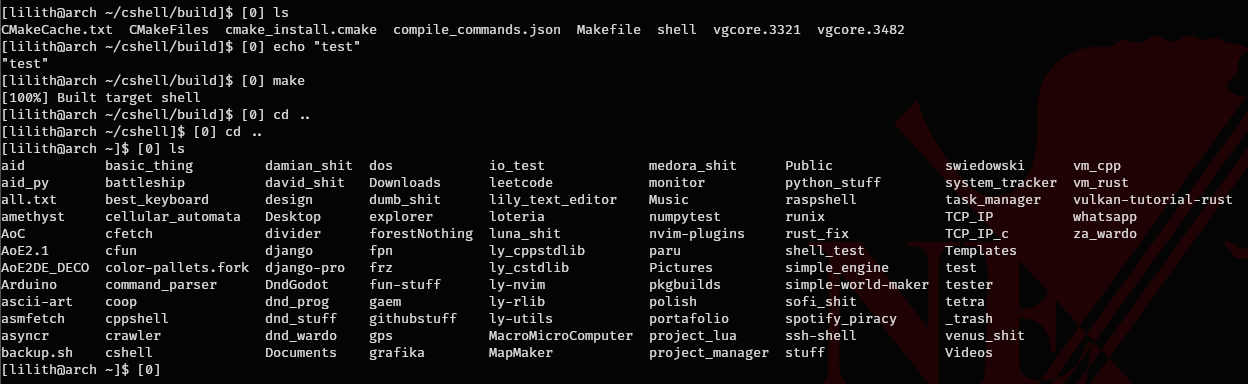 [lilith@arch ~/cshell/build]$ [0] ls
CMakeCache.txt  CMakeFiles  cmake_install.cmake  compile_commands.json  Makefile  shell  vgcore.3321  vgcore.3482
[lilith@arch ~/cshell/build]$ [0] echo "test"
"test"
[lilith@arch ~/cshell/build]$ [0] make
[100%] Built target shell
[lilith@arch ~/cshell/build]$ [0] cd ..
[lilith@arch ~/cshell]$ [0] cd ..
[lilith@arch ~]$ [0] ls
aid  basic_thing  damian_shit  dos  io_test  medora_shit  Public  swiedowski  vm_cpp
aid_py  battleship  david_shit  Downloads  leetcode  monitor  python_stuff  system_tracker  vm_rust
all.txt  best_keyboard  design  dumb_shit  lily_text_editor  Music  raspshell  task_manager  vulkan-tutorial-rust
amethyst  cellular_automata  Desktop  explorer  loteria  numpytest  runix  TCP_IP  whatsapp
AoC  cfetch  divider  forestNothing  luna_shit  nvim-plugins  rust_fix  TCP_IP_c  za_wardo
AoE2.1  cfun  django  fpn  ly_cppstdlib  paru  shell_test  Templates
AoE2DE_DECO  color-pallets.fork  django-pro  frz  ly_cstdlib  Pictures  simple_engine  test
Arduino  command_parser  DndGodot  fun-stuff  ly-nvim  pkgbuilds  simple-world-maker  tester
ascii-art  coop  dnd_prog  gaem  ly-rlib  polish  sofi_shit  tetra
asmfetch  cppshell  dnd_stuff  githubstuff  ly-utils  portafolio  spotify_piracy  _trash
asyncr  crawler  dnd_wardo  gps  MacroMicroComputer  project_lua  ssh-shell  venus_shit
backup.sh  cshell  Documents  grafika  MapMaker  project_manager  stuff  Videos
[lilith@arch ~]$ [0]